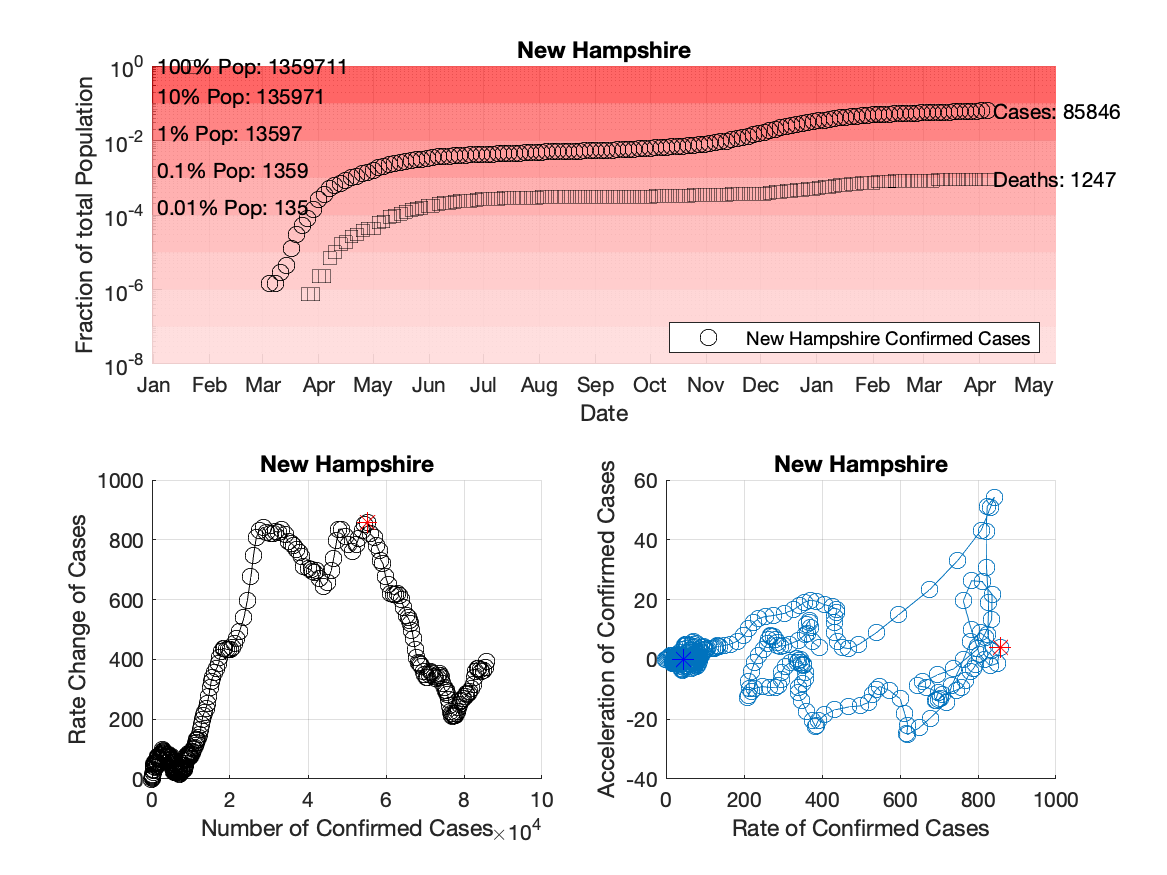 New Hampshire
10^0
100% Pop: 1359711
10% Pop: 135971
Cases: 85846
10^-2
1% Pop: 13597
0.1% Pop: 1359
Deaths: 1247
10^-4
0.01% Pop: 135
10^-6
New Hampshire Confirmed Cases
10^-8
Fraction of total Population
Jan Feb Mar Apr May Jun Jul Aug Sep Oct Nov Dec Jan Feb Mar Apr May
Date
New Hampshire
1000
800
600
400
200
0
Rate Change of Cases
0 2 4 6 8 10
Number of Confirmed Cases ×10^4
New Hampshire
60
40
20
0
-20
-40
Acceleration of Confirmed Cases
0 200 400 600 800 1000
Rate of Confirmed Cases